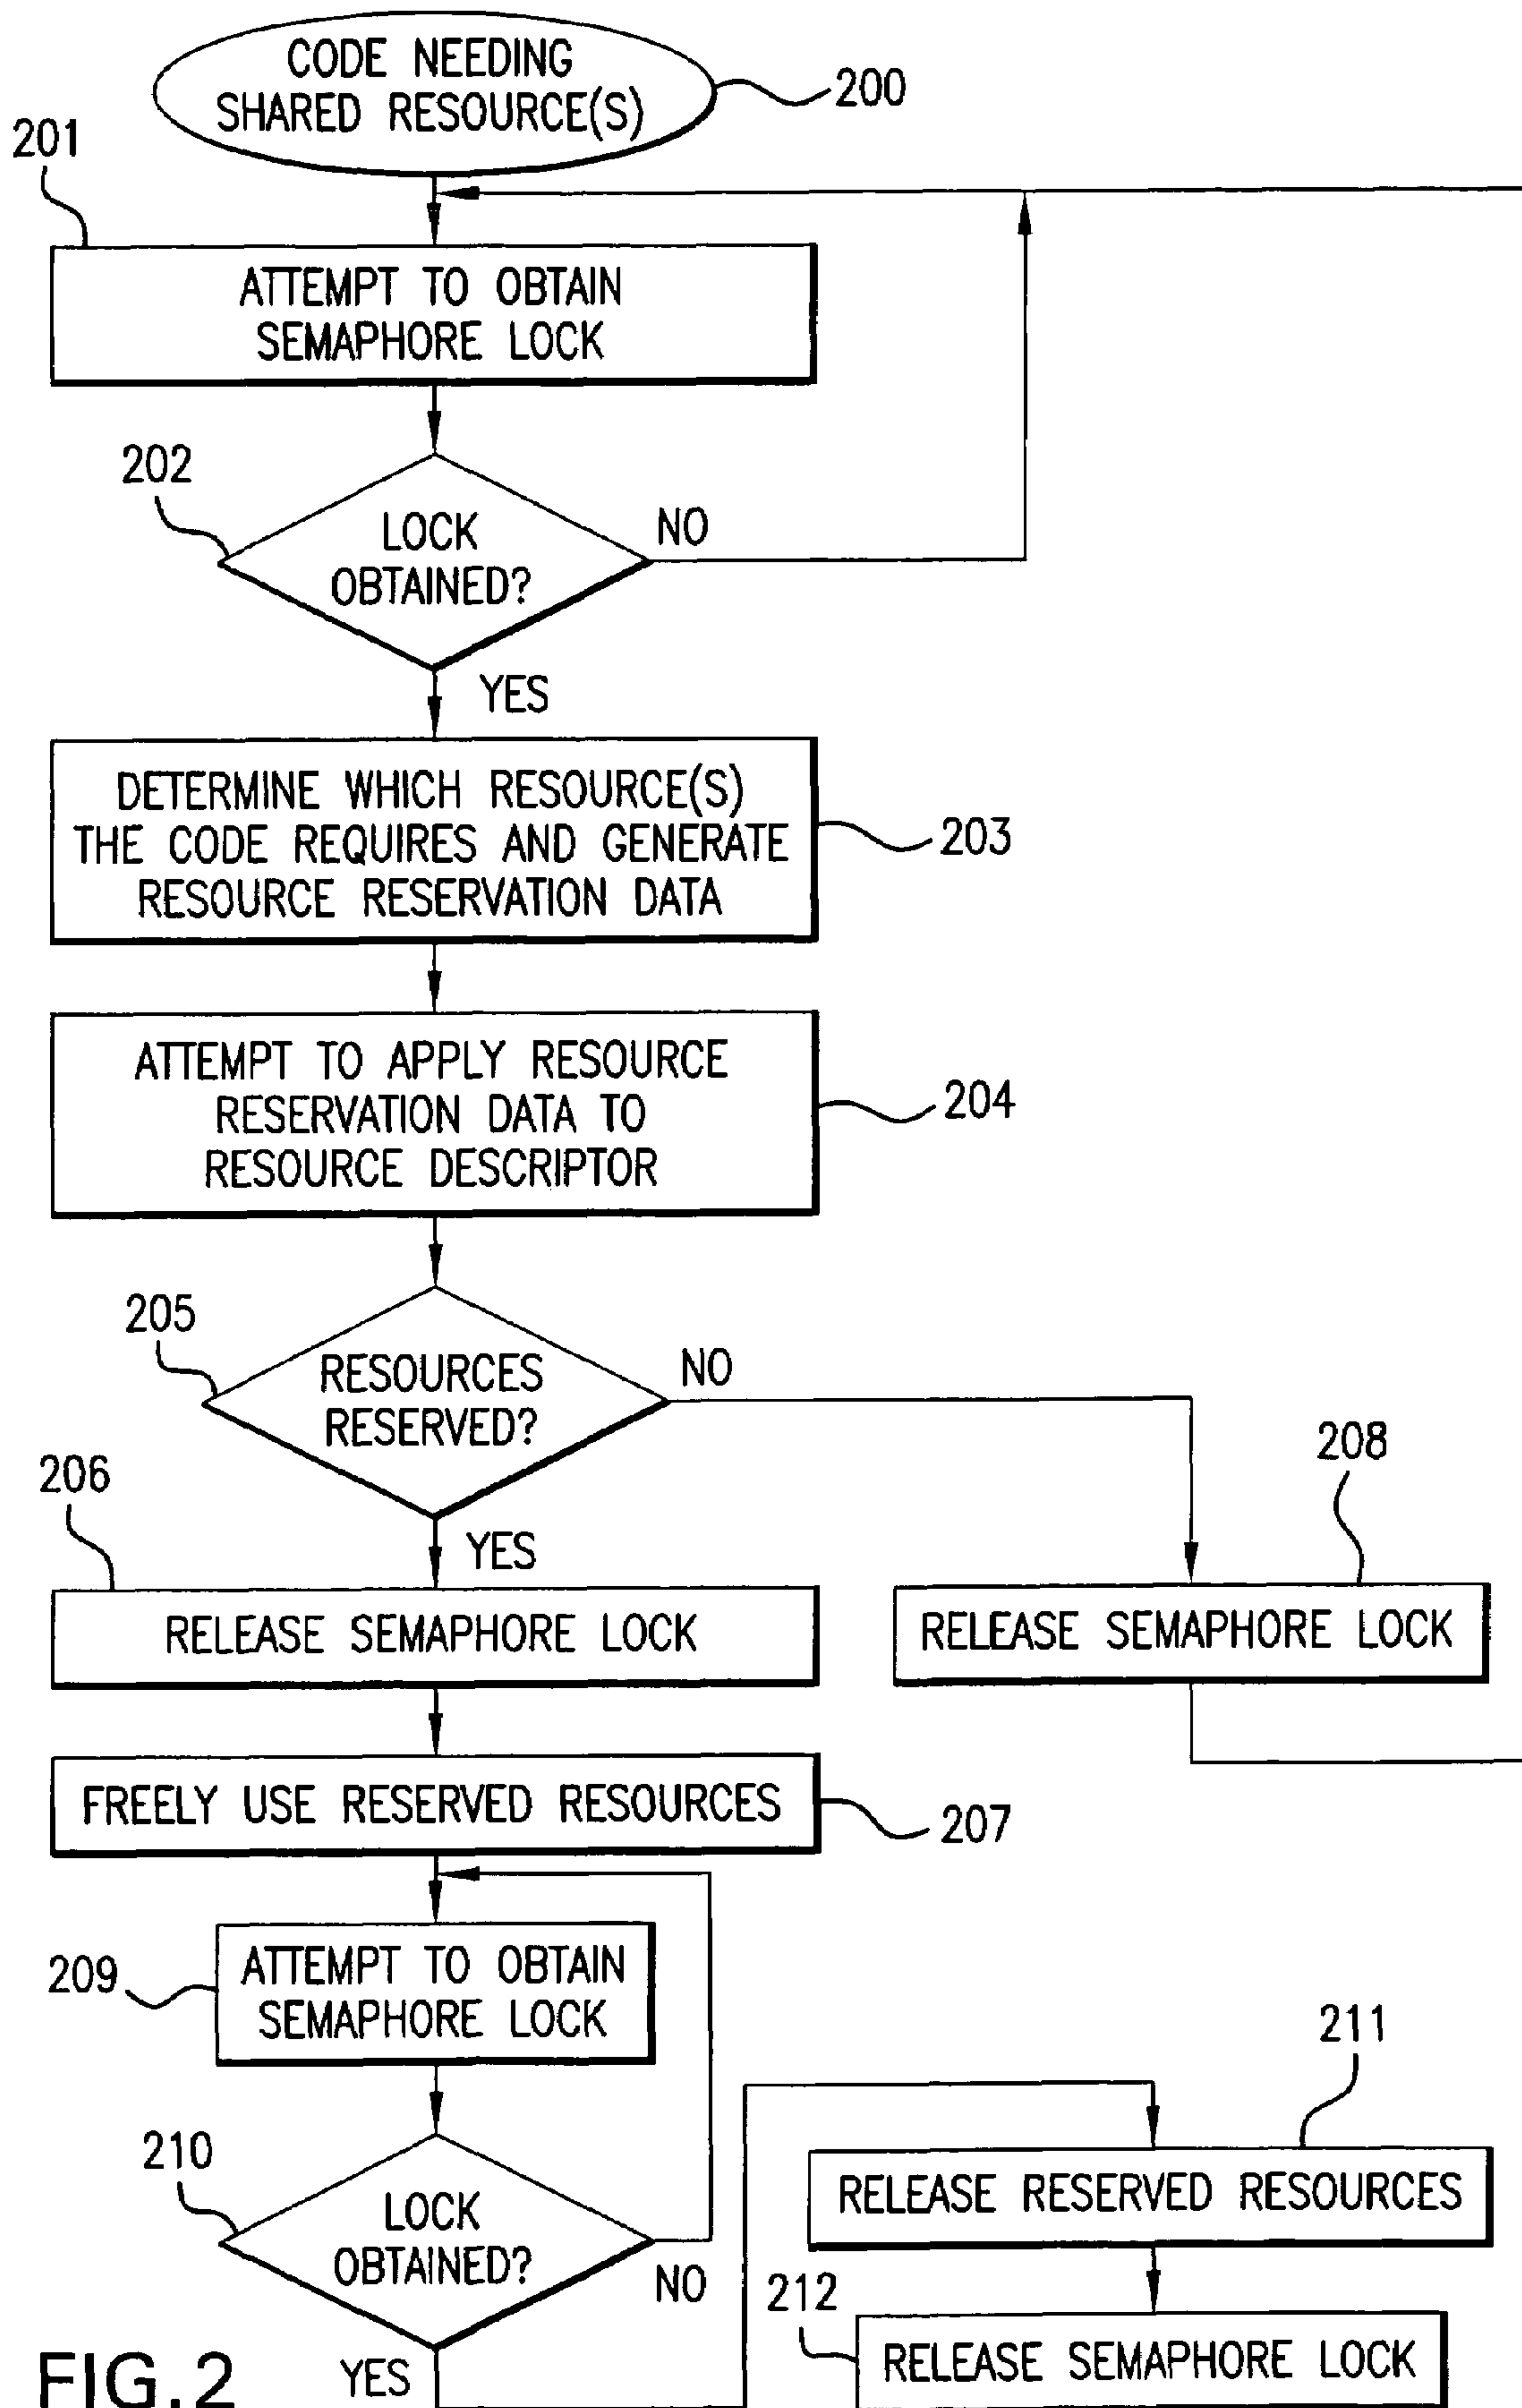 CODE NEEDING
SHARED RESOURCE(S)
200
201
ATTEMPT TO OBTAIN
SEMAPHORE LOCK
202
LOCK
OBTAINED?
NO
YES
DETERMINE WHICH RESOURCE(S)
THE CODE REQUIRES AND GENERATE
RESOURCE RESERVATION DATA
203
ATTEMPT TO APPLY RESOURCE
RESERVATION DATA TO
RESOURCE DESCRIPTOR
204
205
RESOURCES
RESERVED?
NO
YES
206
RELEASE SEMAPHORE LOCK
208
RELEASE SEMAPHORE LOCK
FREELY USE RESERVED RESOURCES
207
209
ATTEMPT TO OBTAIN
SEMAPHORE LOCK
210
LOCK
OBTAINED?
NO
YES
211
RELEASE RESERVED RESOURCES
212
RELEASE SEMAPHORE LOCK
FIG.2